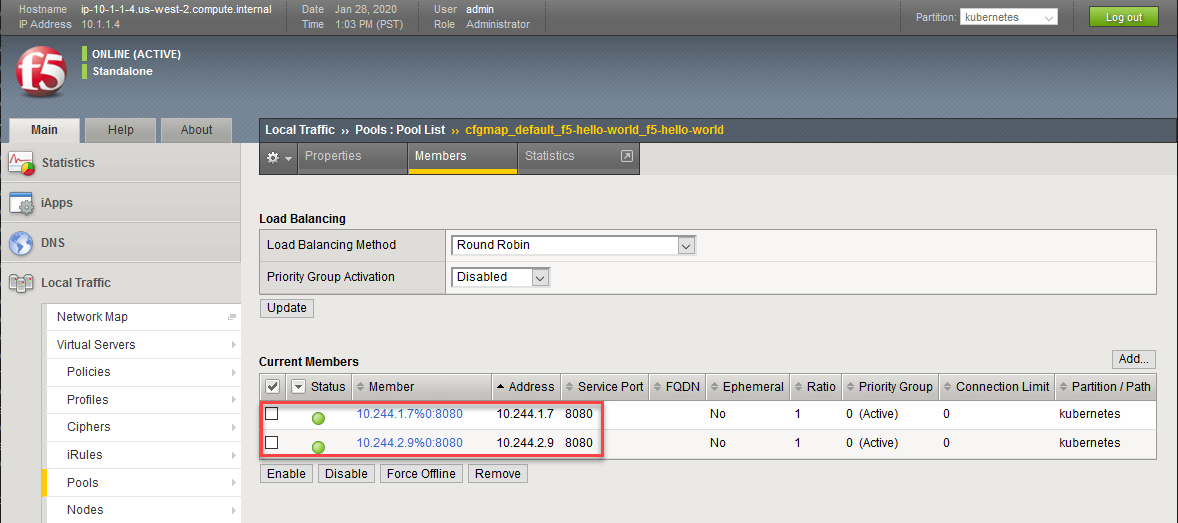 Hostname ip-10-1-1-4.us-west-2.compute.internal Date Jan 28, 2020 User admin
IP Address 10.1.1.4 Time 1:03 PM (PST) Role Administrator
Partition: kubernetes Log out
f5
ONLINE (ACTIVE)
Standalone
Main Help About
Statistics
iApps
DNS
Local Traffic
Network Map
Virtual Servers
Policies
Profiles
Ciphers
iRules
Pools
Nodes
Local Traffic ›› Pools : Pool List ›› cfgmap_default_f5-hello-world_f5-hello-world
Properties Members Statistics
Load Balancing
Load Balancing Method Round Robin
Priority Group Activation Disabled
Update
Current Members Add...
Status Member Address Service Port FQDN Ephemeral Ratio Priority Group Connection Limit Partition / Path
10.244.1.7%0:8080 10.244.1.7 8080 No 1 0 (Active) 0 kubernetes
10.244.2.9%0:8080 10.244.2.9 8080 No 1 0 (Active) 0 kubernetes
Enable Disable Force Offline Remove